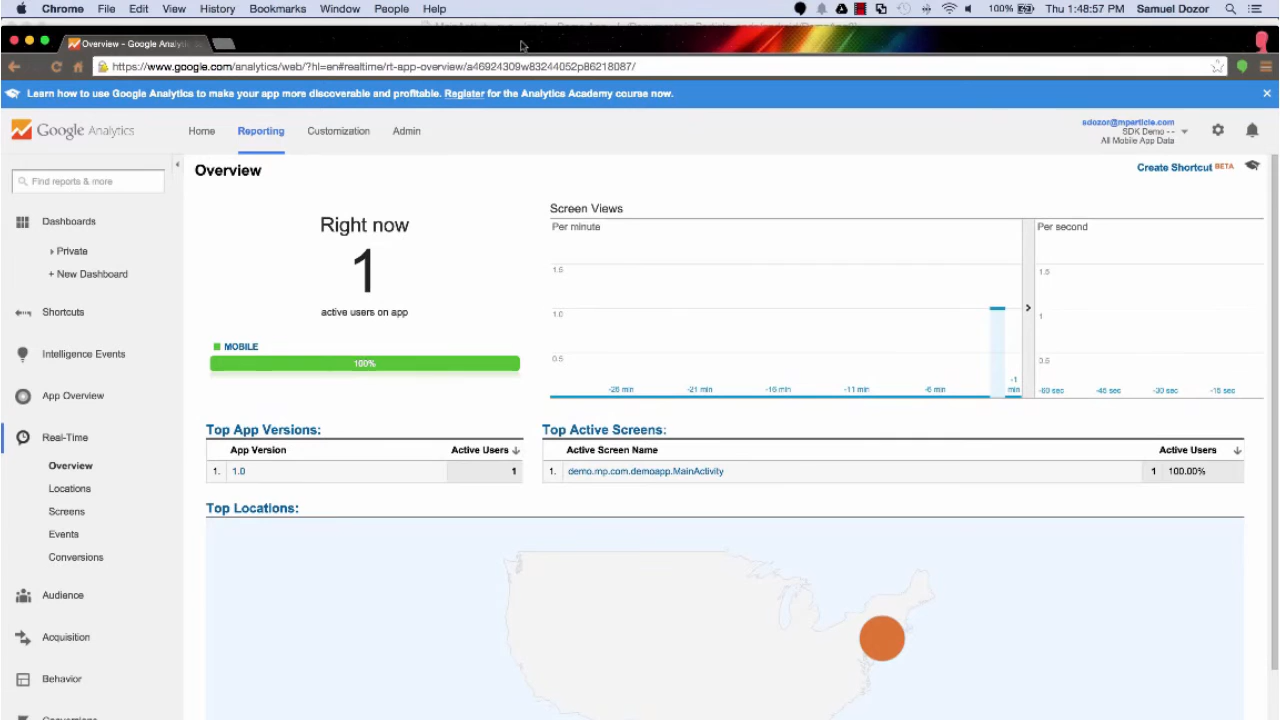 Chrome File Edit View History Bookmarks Window People Help 100% Thu 1:48:57 PM Samuel Dozor
Overview - Google Analytic
https://www.google.com/analytics/web/?hl=en#realtime/rt-app-overview/a46924309w83244052p86218087/
Learn how to use Google Analytics to make your app more discoverable and profitable. Register for the Analytics Academy course now.
Google Analytics
Home Reporting Customization Admin
sdozor@mparticle.com
SDK Demo - -
All Mobile App Data
Find reports & more
Dashboards
Private
+ New Dashboard
Shortcuts
Intelligence Events
App Overview
Real-Time
Overview
Locations
Screens
Events
Conversions
Audience
Acquisition
Behavior
Conversions
Overview
Create Shortcut BETA
Right now
1
active users on app
MOBILE
100%
Screen Views
Per minute
1.5
1.0
0.5
-26 min -21 min -16 min -11 min -6 min -1 min
Per second
1.5
1
0.5
-60 sec -45 sec -30 sec -15 sec
Top App Versions:
App Version Active Users
1. 1.0 1
Top Active Screens:
Active Screen Name Active Users
1. demo.mp.com.demoapp.MainActivity 1 100.00%
Top Locations: